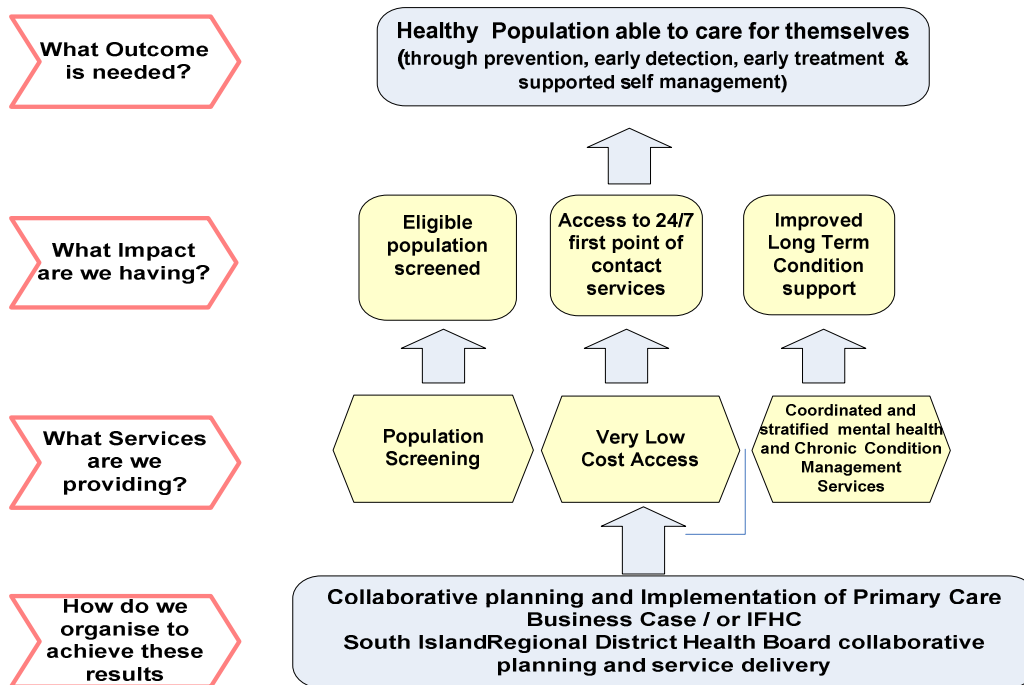 What Outcome
is needed?
Healthy Population able to care for themselves
(through prevention, early detection, early treatment &
supported self management)
What Impact
are we having?
Eligible
population
screened
Access to 24/7
first point of
contact
services
Improved
Long Term
Condition
support
What Services
are we
providing?
Population
Screening
Very Low
Cost Access
Coordinated and
stratified mental health
and Chronic Condition
Management
Services
How do we
organise to
achieve these
results
Collaborative planning and Implementation of Primary Care
Business Case / or IFHC
South IslandRegional District Health Board collaborative
planning and service delivery